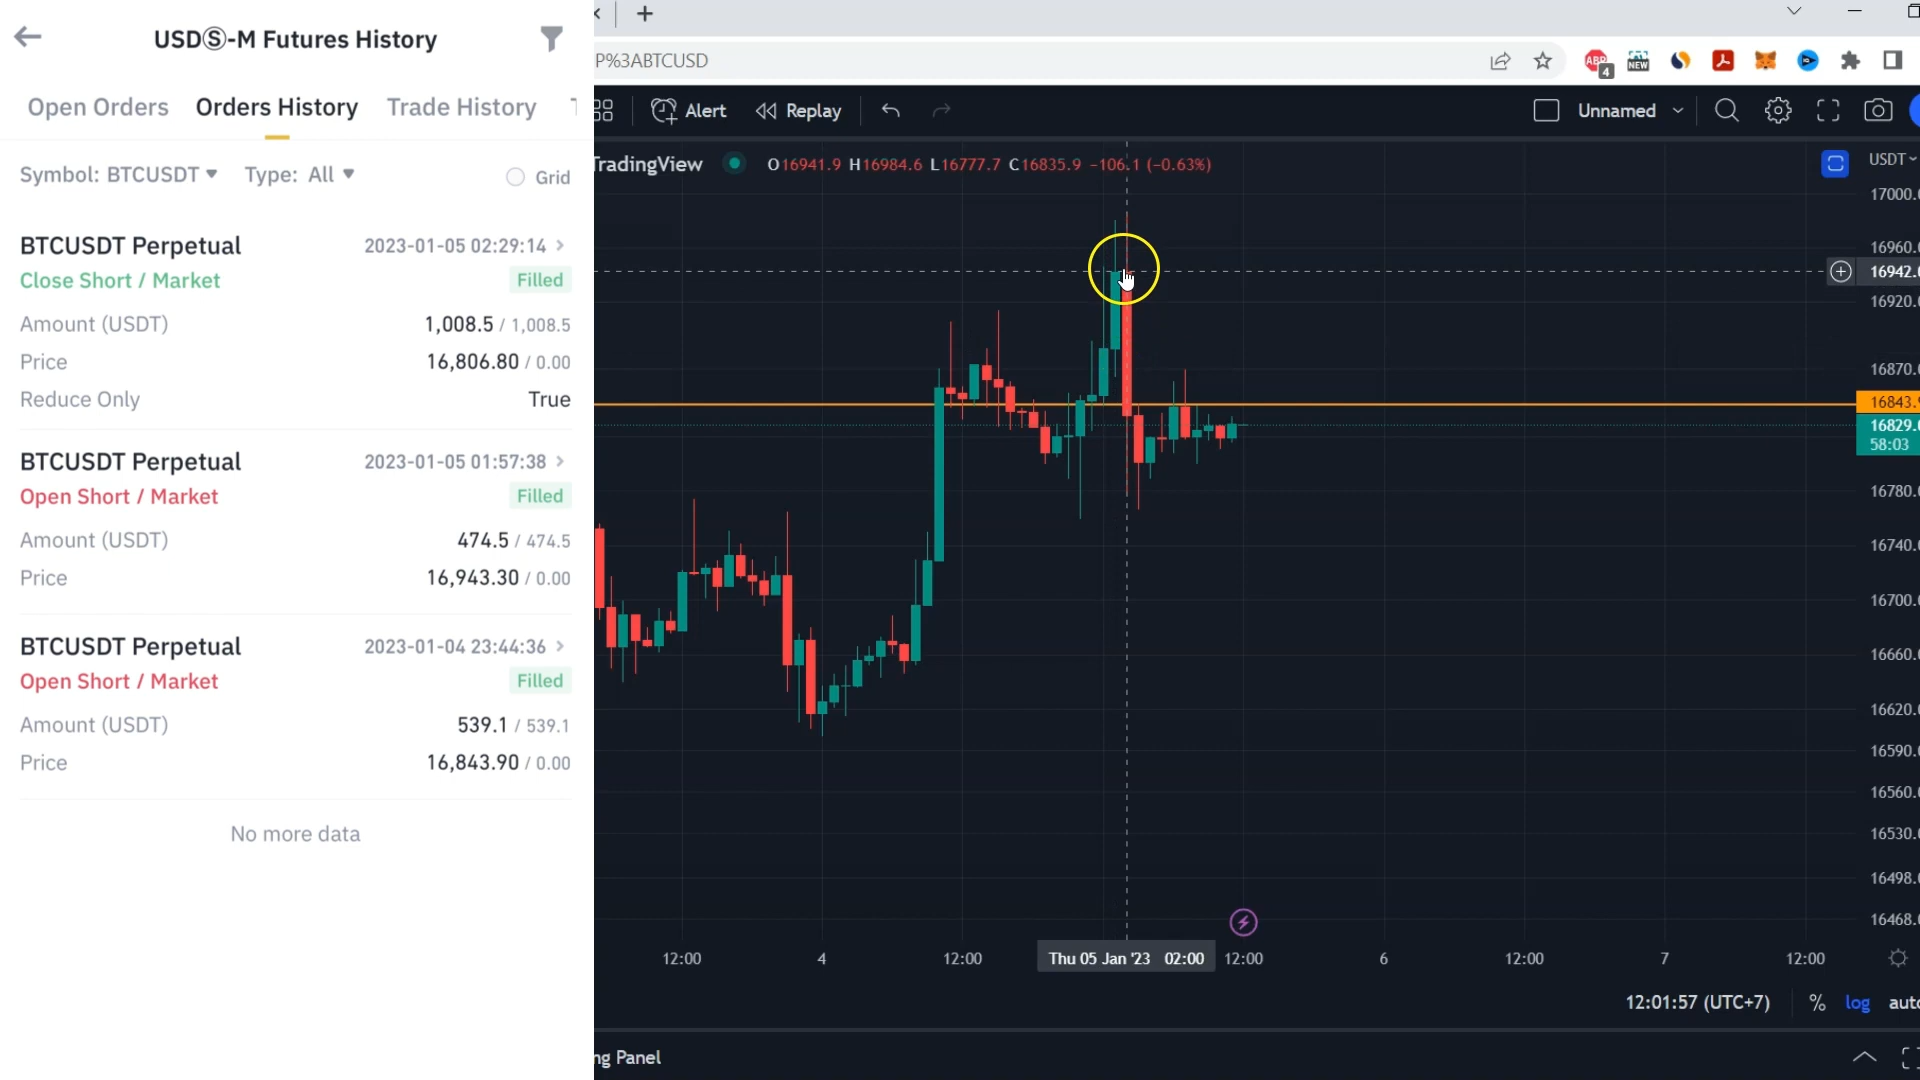 USDⓈ-M Futures History
Open Orders Orders History Trade History
Symbol: BTCUSDT Type: All Grid
BTCUSDT Perpetual 2023-01-05 02:29:14
Close Short / Market Filled
Amount (USDT) 1,008.5 / 1,008.5
Price 16,806.80 / 0.00
Reduce Only True
BTCUSDT Perpetual 2023-01-05 01:57:38
Open Short / Market Filled
Amount (USDT) 474.5 / 474.5
Price 16,943.30 / 0.00
BTCUSDT Perpetual 2023-01-04 23:44:36
Open Short / Market Filled
Amount (USDT) 539.1 / 539.1
Price 16,843.90 / 0.00
No more data
P%3ABTCUSD
ABP 4 NEW
Alert Replay Unnamed
TradingView O16941.9 H16984.6 L16777.7 C16835.9 −106.1 (−0.63%)
USDT
17000.
16960.
16942.
16920.
16870.
16843.
16829.
58:03
16780.
16740.
16700.
16660.
16620.
16590.
16560.
16530.
16498.
16468.
12:00 4 12:00 Thu 05 Jan '23 02:00 12:00 6 12:00 7 12:00
12:01:57 (UTC+7) % log auto
ng Panel